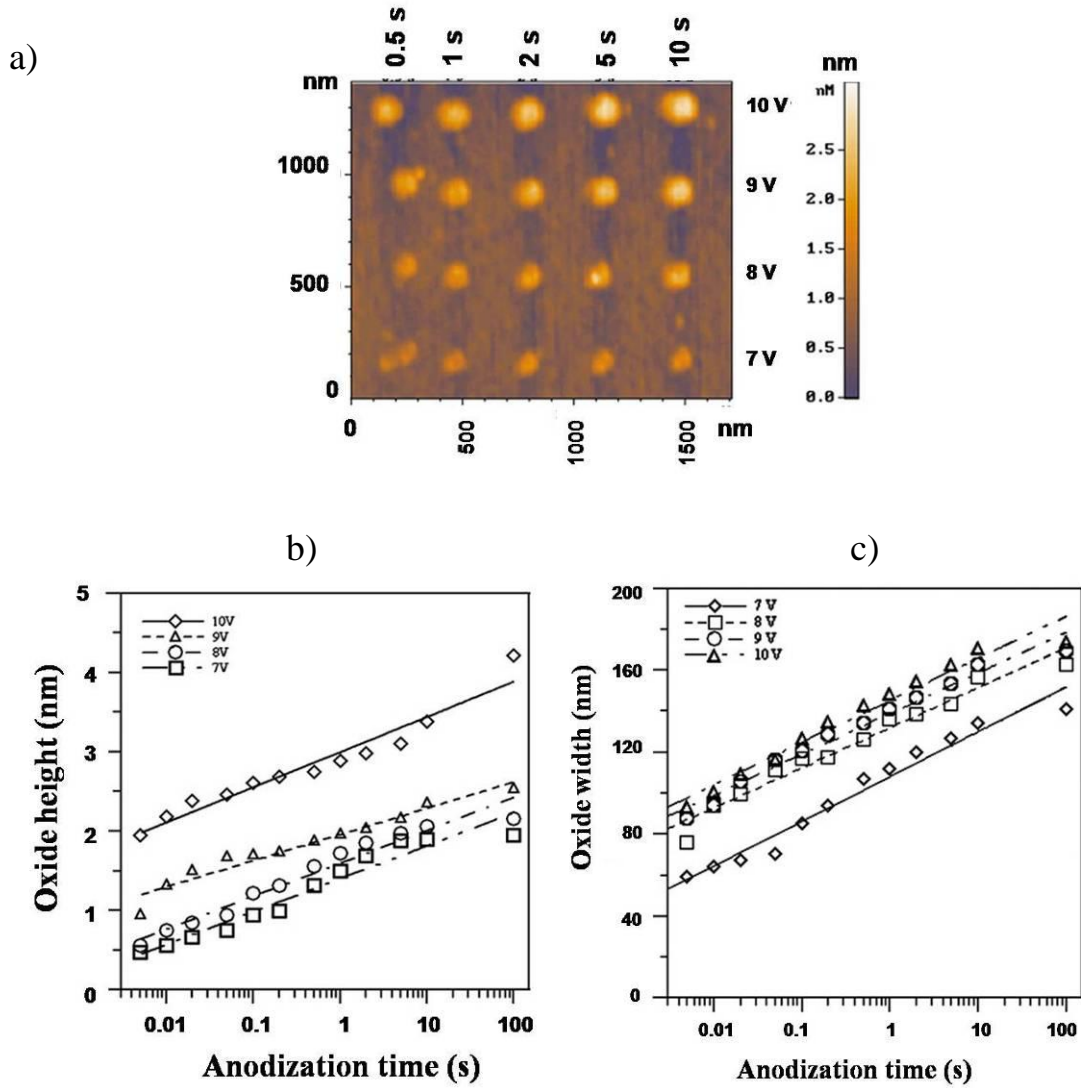 a)
0.5 s 1 s 2 s 5 s 10 s
nm
nm
nM
10 V
2.5
1000
9 V
2.0
1.5
500
8 V
1.0
0.5
7 V
0
0.0
0 500 1000 1500 nm
b)
5
10V
9V
8V
7V
4
3
2
1
0
0.01 0.1 1 10 100
Oxide height (nm)
Anodization time (s)
c)
200
7 V
8 V
9 V
10 V
160
120
80
40
0
0.01 0.1 1 10 100
Oxide width (nm)
Anodization time (s)